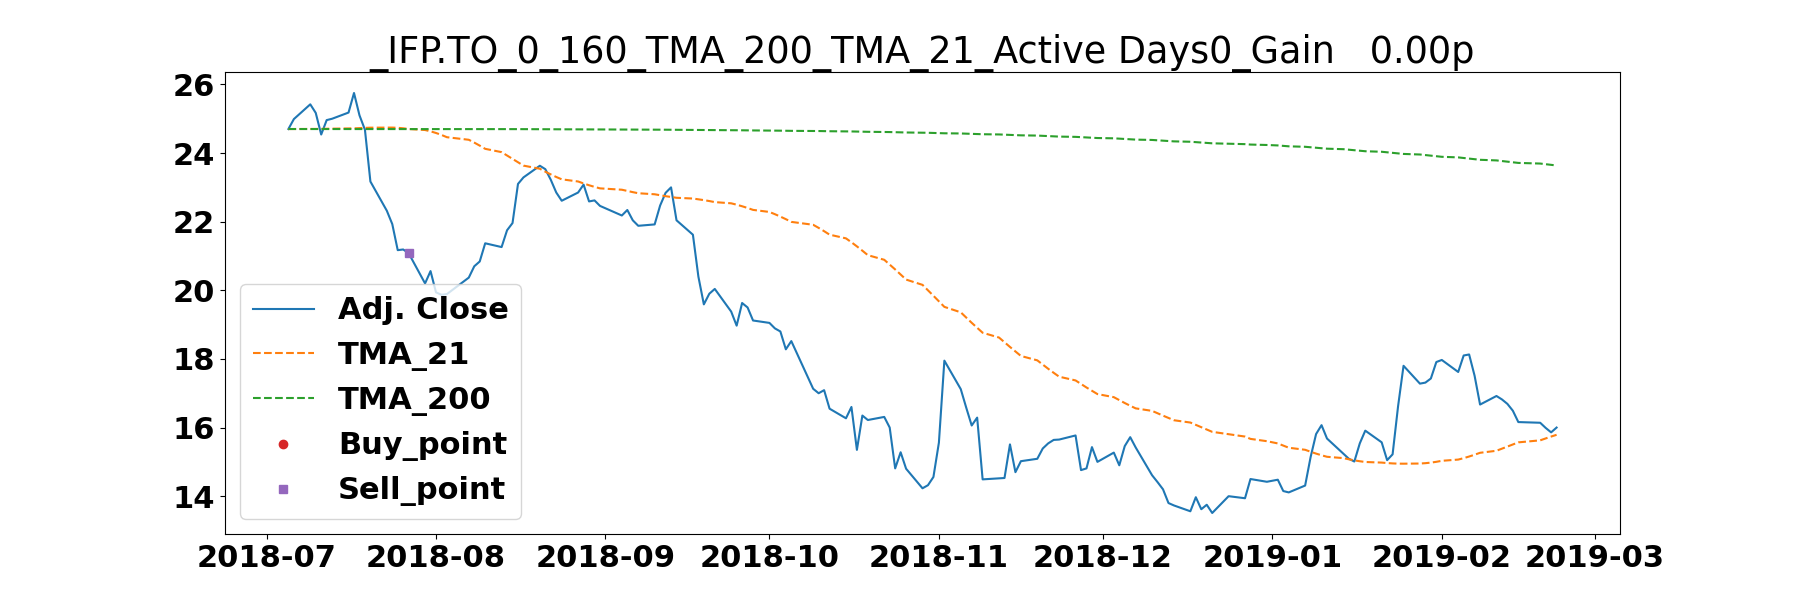 _IFP.TO_0_160_TMA_200_TMA_21_Active Days0_Gain   0.00p
26
24
22
20
18
16
14
Adj. Close
TMA_21
TMA_200
Buy_point
Sell_point
2018-07 2018-08 2018-09 2018-10 2018-11 2018-12 2019-01 2019-02 2019-03